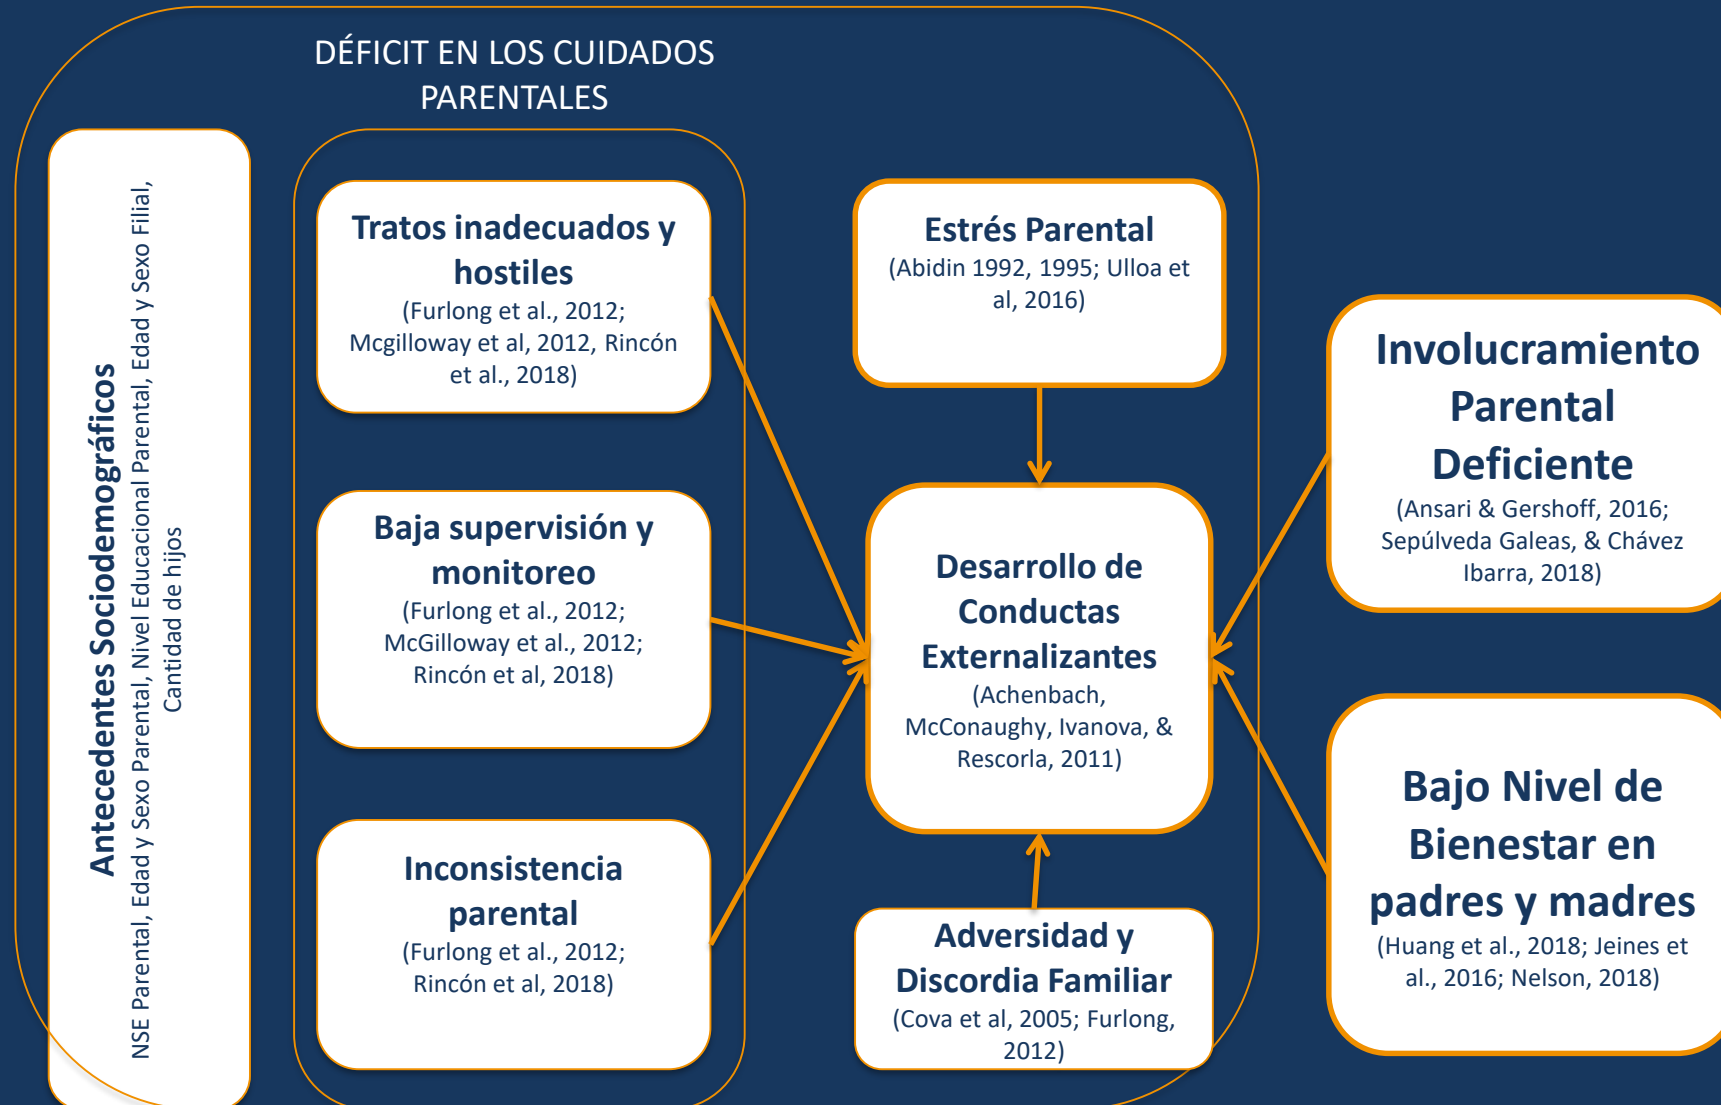 DÉFICIT EN LOS CUIDADOS
PARENTALES
Antecedentes Sociodemográficos
NSE Parental, Edad y Sexo Parental, Nivel Educacional Parental, Edad y Sexo Filial,
Cantidad de hijos
Tratos inadecuados y
hostiles
(Furlong et al., 2012;
Mcgilloway et al, 2012, Rincón
et al., 2018)
Baja supervisión y
monitoreo
(Furlong et al., 2012;
McGilloway et al., 2012;
Rincón et al, 2018)
Inconsistencia
parental
(Furlong et al., 2012;
Rincón et al, 2018)
Estrés Parental
(Abidin 1992, 1995; Ulloa et
al, 2016)
Desarrollo de
Conductas
Externalizantes
(Achenbach,
McConaughy, Ivanova, &
Rescorla, 2011)
Adversidad y
Discordia Familiar
(Cova et al, 2005; Furlong,
2012)
Involucramiento
Parental
Deficiente
(Ansari & Gershoff, 2016;
Sepúlveda Galeas, & Chávez
Ibarra, 2018)
Bajo Nivel de
Bienestar en
padres y madres
(Huang et al., 2018; Jeines et
al., 2016; Nelson, 2018)